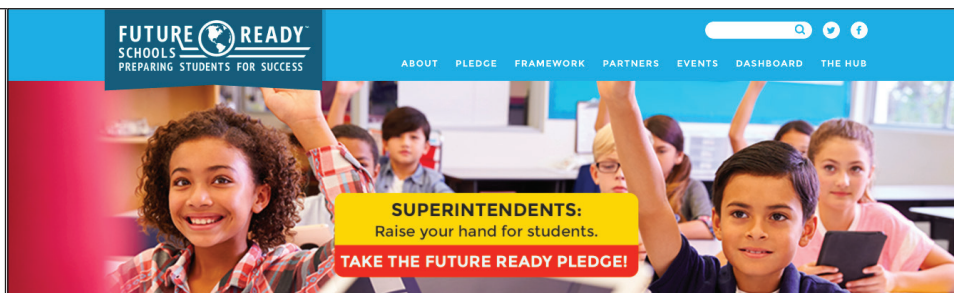 FUTURE READY™
SCHOOLS
PREPARING STUDENTS FOR SUCCESS
ABOUT PLEDGE FRAMEWORK PARTNERS EVENTS DASHBOARD THE HUB
SUPERINTENDENTS:
Raise your hand for students.
TAKE THE FUTURE READY PLEDGE!